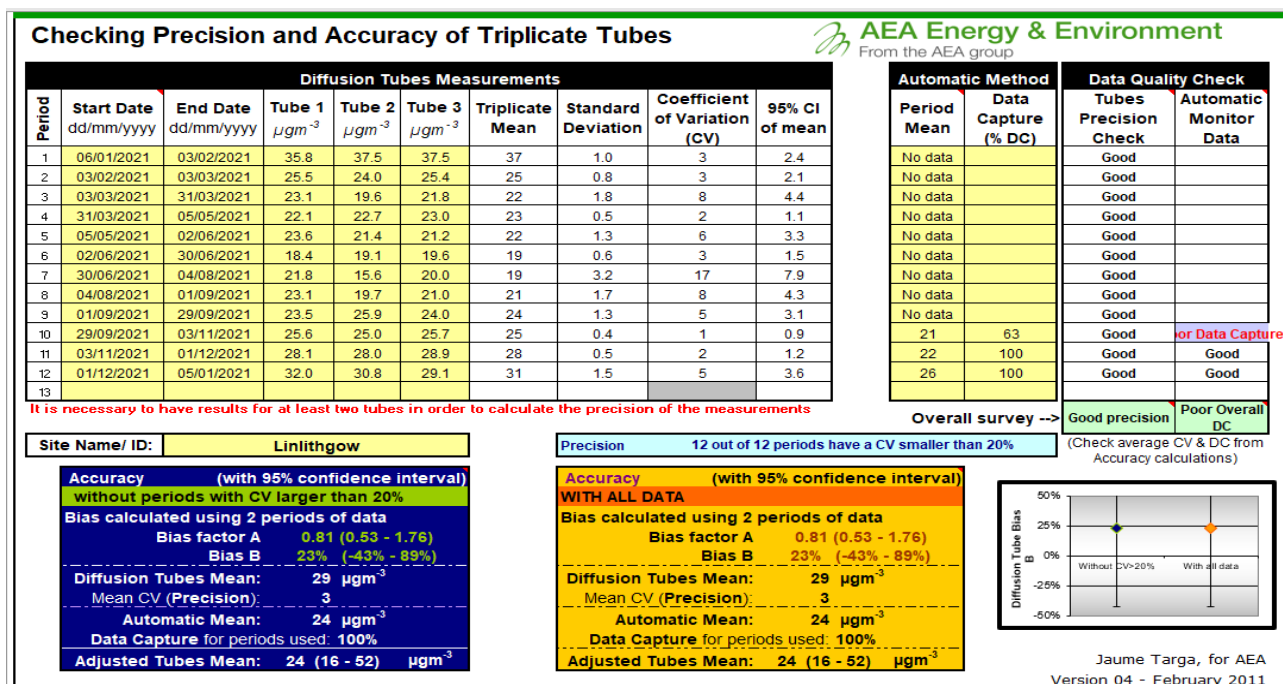 Checking Precision and Accuracy of Triplicate Tubes
AEA Energy & Environment
From the AEA group
Diffusion Tubes Measurements
Automatic Method
Data Quality Check
Period Start Date dd/mm/yyyy End Date dd/mm/yyyy Tube 1 µgm-3 Tube 2 µgm-3 Tube 3 µgm-3 Triplicate Mean Standard Deviation Coefficient of Variation (CV) 95% CI of mean Period Mean Data Capture (% DC) Tubes Precision Check Automatic Monitor Data
1 06/01/2021 03/02/2021 35.8 37.5 37.5 37 1.0 3 2.4 No data Good
2 03/02/2021 03/03/2021 25.5 24.0 25.4 25 0.8 3 2.1 No data Good
3 03/03/2021 31/03/2021 23.1 19.6 21.8 22 1.8 8 4.4 No data Good
4 31/03/2021 05/05/2021 22.1 22.7 23.0 23 0.5 2 1.1 No data Good
5 05/05/2021 02/06/2021 23.6 21.4 21.2 22 1.3 6 3.3 No data Good
6 02/06/2021 30/06/2021 18.4 19.1 19.6 19 0.6 3 1.5 No data Good
7 30/06/2021 04/08/2021 21.8 15.6 20.0 19 3.2 17 7.9 No data Good
8 04/08/2021 01/09/2021 23.1 19.7 21.0 21 1.7 8 4.3 No data Good
9 01/09/2021 29/09/2021 23.5 25.9 24.0 24 1.3 5 3.1 No data Good
10 29/09/2021 03/11/2021 25.6 25.0 25.7 25 0.4 1 0.9 21 63 Good or Data Capture
11 03/11/2021 01/12/2021 28.1 28.0 28.9 28 0.5 2 1.2 22 100 Good Good
12 01/12/2021 05/01/2021 32.0 30.8 29.1 31 1.5 5 3.6 26 100 Good Good
13
It is necessary to have results for at least two tubes in order to calculate the precision of the measurements
Overall survey --> Good precision Poor Overall DC
(Check average CV & DC from Accuracy calculations)
Site Name/ ID: Linlithgow
Precision 12 out of 12 periods have a CV smaller than 20%
Accuracy (with 95% confidence interval)
without periods with CV larger than 20%
Bias calculated using 2 periods of data
Bias factor A 0.81 (0.53 - 1.76)
Bias B 23% (-43% - 89%)
Diffusion Tubes Mean: 29 µgm-3
Mean CV (Precision): 3
Automatic Mean: 24 µgm-3
Data Capture for periods used: 100%
Adjusted Tubes Mean: 24 (16 - 52) µgm-3
Accuracy (with 95% confidence interval)
WITH ALL DATA
Bias calculated using 2 periods of data
Bias factor A 0.81 (0.53 - 1.76)
Bias B 23% (-43% - 89%)
Diffusion Tubes Mean: 29 µgm-3
Mean CV (Precision): 3
Automatic Mean: 24 µgm-3
Data Capture for periods used: 100%
Adjusted Tubes Mean: 24 (16 - 52) µgm-3
Diffusion Tube Bias B
50%
25%
0%
-25%
-50%
Without CV>20% With all data
Jaume Targa, for AEA
Version 04 - February 2011